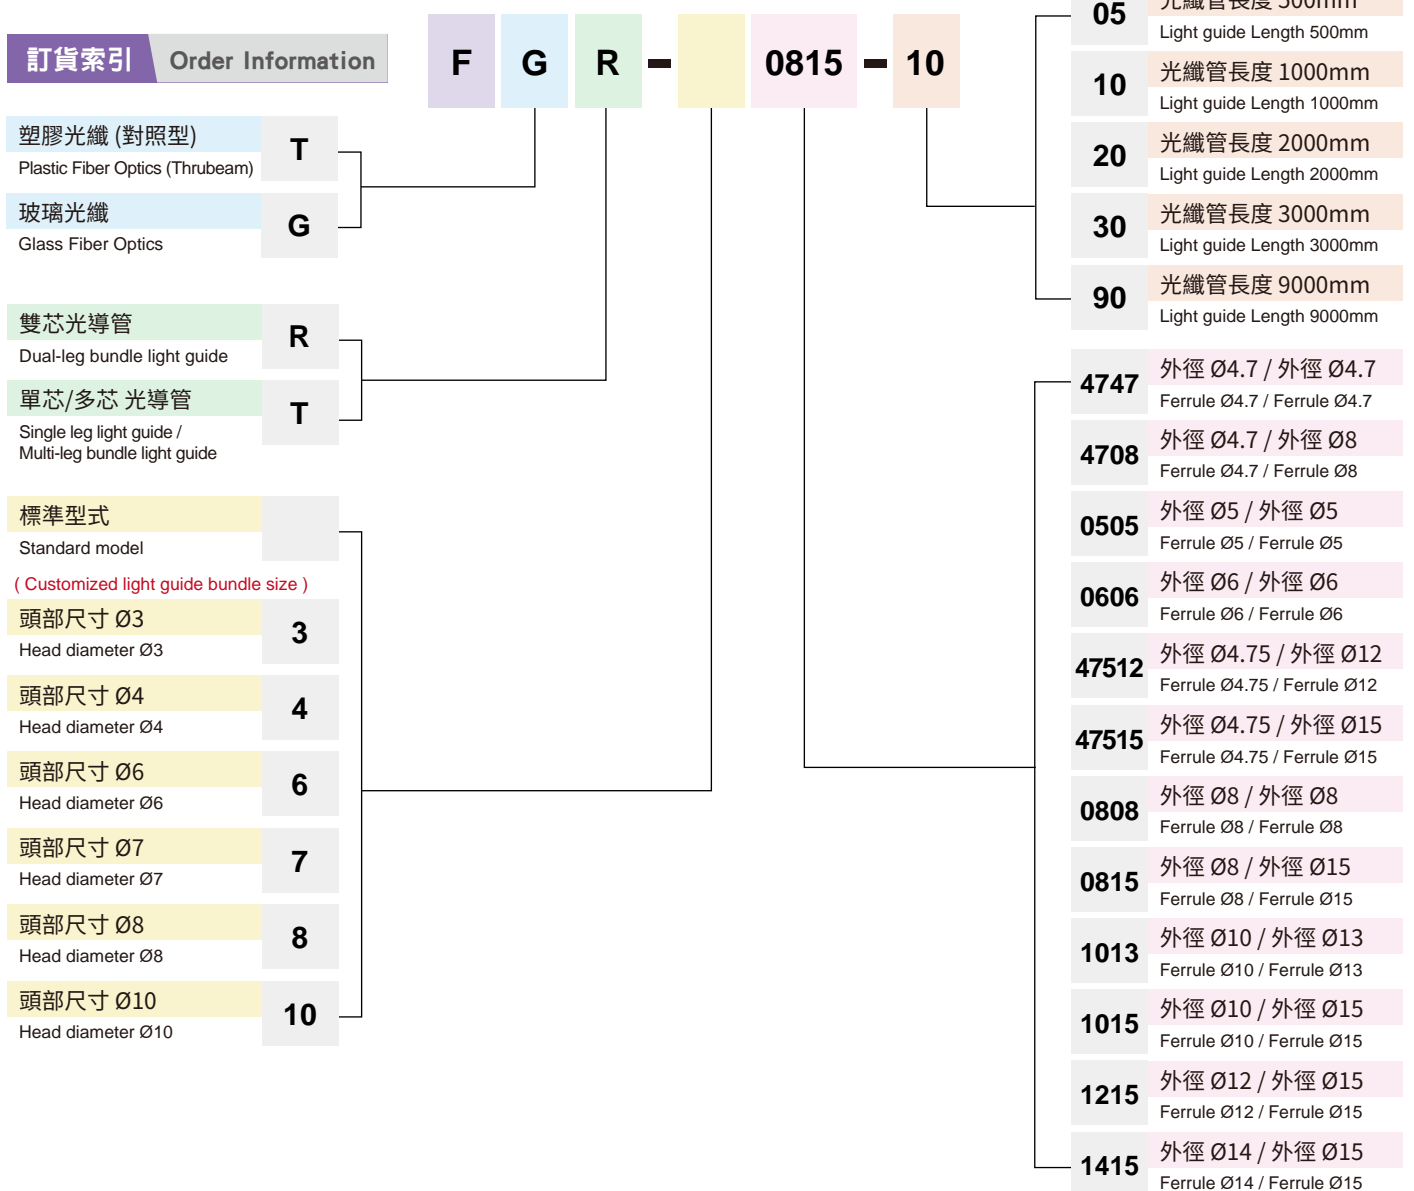 訂貨索引 Order Information
F G R - 0815 - 10
塑膠光纖 (對照型)
Plastic Fiber Optics (Thrubeam)
T
玻璃光纖
Glass Fiber Optics
G
雙芯光導管
Dual-leg bundle light guide
R
單芯/多芯 光導管
Single leg light guide /
Multi-leg bundle light guide
T
標準型式
Standard model
( Customized light guide bundle size )
頭部尺寸 Ø3
Head diameter Ø3
3
頭部尺寸 Ø4
Head diameter Ø4
4
頭部尺寸 Ø6
Head diameter Ø6
6
頭部尺寸 Ø7
Head diameter Ø7
7
頭部尺寸 Ø8
Head diameter Ø8
8
頭部尺寸 Ø10
Head diameter Ø10
10
05
光纖管長度 500mm
Light guide Length 500mm
10
光纖管長度 1000mm
Light guide Length 1000mm
20
光纖管長度 2000mm
Light guide Length 2000mm
30
光纖管長度 3000mm
Light guide Length 3000mm
90
光纖管長度 9000mm
Light guide Length 9000mm
4747
外徑 Ø4.7 / 外徑 Ø4.7
Ferrule Ø4.7 / Ferrule Ø4.7
4708
外徑 Ø4.7 / 外徑 Ø8
Ferrule Ø4.7 / Ferrule Ø8
0505
外徑 Ø5 / 外徑 Ø5
Ferrule Ø5 / Ferrule Ø5
0606
外徑 Ø6 / 外徑 Ø6
Ferrule Ø6 / Ferrule Ø6
47512
外徑 Ø4.75 / 外徑 Ø12
Ferrule Ø4.75 / Ferrule Ø12
47515
外徑 Ø4.75 / 外徑 Ø15
Ferrule Ø4.75 / Ferrule Ø15
0808
外徑 Ø8 / 外徑 Ø8
Ferrule Ø8 / Ferrule Ø8
0815
外徑 Ø8 / 外徑 Ø15
Ferrule Ø8 / Ferrule Ø15
1013
外徑 Ø10 / 外徑 Ø13
Ferrule Ø10 / Ferrule Ø13
1015
外徑 Ø10 / 外徑 Ø15
Ferrule Ø10 / Ferrule Ø15
1215
外徑 Ø12 / 外徑 Ø15
Ferrule Ø12 / Ferrule Ø15
1415
外徑 Ø14 / 外徑 Ø15
Ferrule Ø14 / Ferrule Ø15